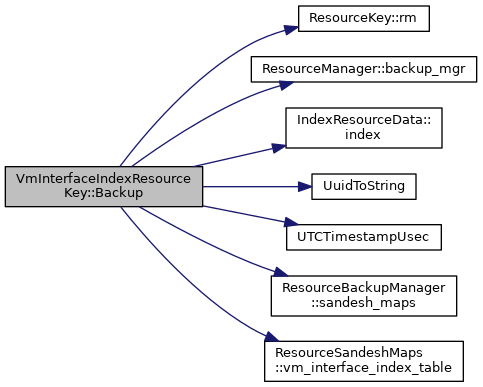 ResourceKey::rm
ResourceManager::backup_mgr
IndexResourceData::
index
VmInterfaceIndexResource
Key::Backup
UuidToString
UTCTimestampUsec
ResourceBackupManager
::sandesh_maps
ResourceSandeshMaps
::vm_interface_index_table